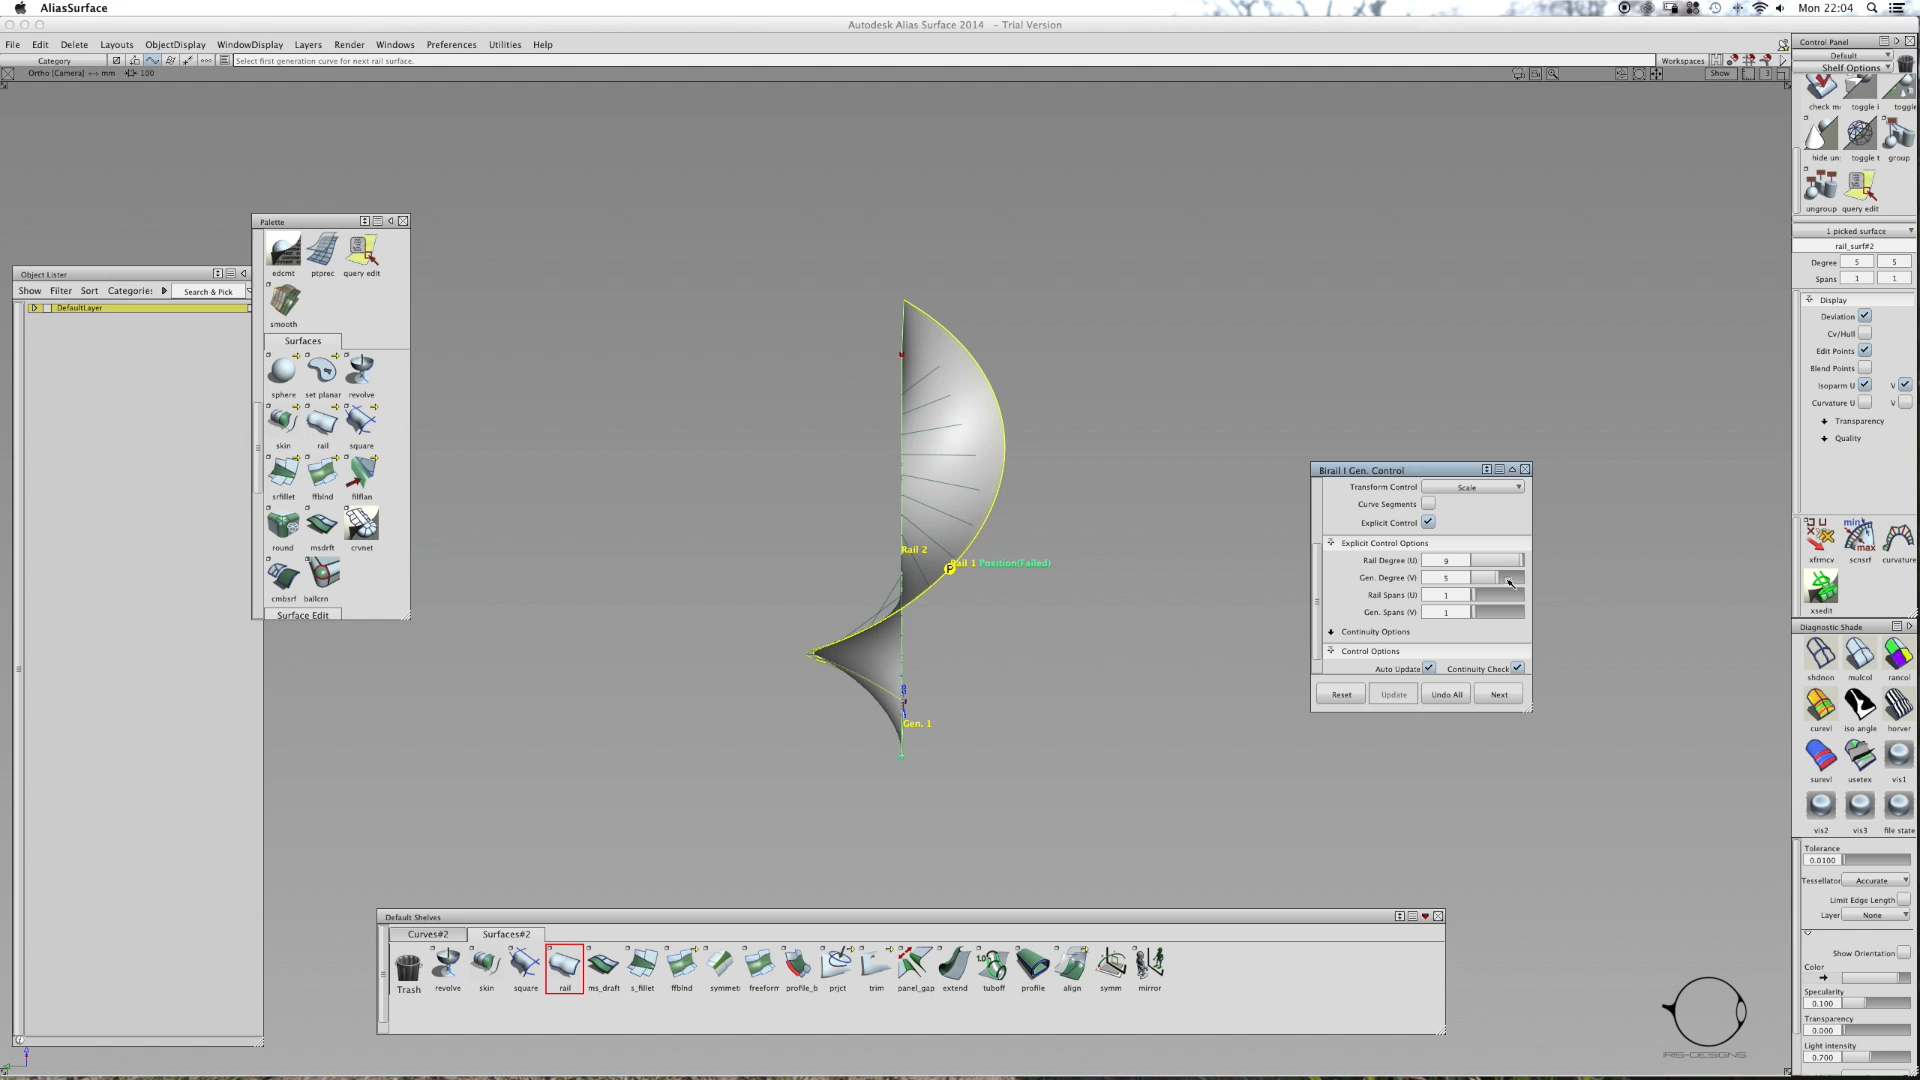 AliasSurface
Mon 22:04
Autodesk Alias Surface 2014 - Trial Version
File Edit Delete Layouts ObjectDisplay WindowDisplay Layers Render Windows Preferences Utilities Help
Category
Select first generation curve for next rail surface.
Workspaces
Ortho [Camera] <-> mm 100
Show
3
Control Panel
Default
Shelf Options
check m toggle i toggle
hide un toggle t group
ungroup query edit
1 picked surface
rail_surf#2
Degree 5 5
Spans 1 1
Display
Deviation
Cv/Hull
Edit Points
Blend Points
Isoparm U V
Curvature U V
Transparency
Quality
xfrmcv scnsrf curvature
xsedit
Diagnostic Shade
shdnon mulcol rancol
curevl iso angle horver
surevl usetex vis1
vis2 vis3 file state
Tolerance
0.0100
Tessellator Accurate
Limit Edge Length
Layer None
Show Orientation
Color
Specularity
0.100
Transparency
0.000
Light intensity
0.700
Palette
edcmt ptprec query edit
smooth
Surfaces
sphere set planar revolve
skin rail square
srfillet ffblnd filflan
round msdrft crvnet
cmbsrf ballcrn
Surface Edit
Object Lister
Show Filter Sort Categories Search & Pick
DefaultLayer
Rail 2
Rail 1 Position(Failed)
Gen. 1
Birail I Gen. Control
Transform Control Scale
Curve Segments
Explicit Control
Explicit Control Options
Rail Degree (U) 9
Gen. Degree (V) 5
Rail Spans (U) 1
Gen. Spans (V) 1
Continuity Options
Control Options
Auto Update Continuity Check
Reset Update Undo All Next
Default Shelves
Curves#2 Surfaces#2
Trash revolve skin square rail ms_draft s_fillet ffblnd symmet freeform profile_b prjct trim panel_gap extend tuboff profile align symm mirror
IRIS-DESIGNS